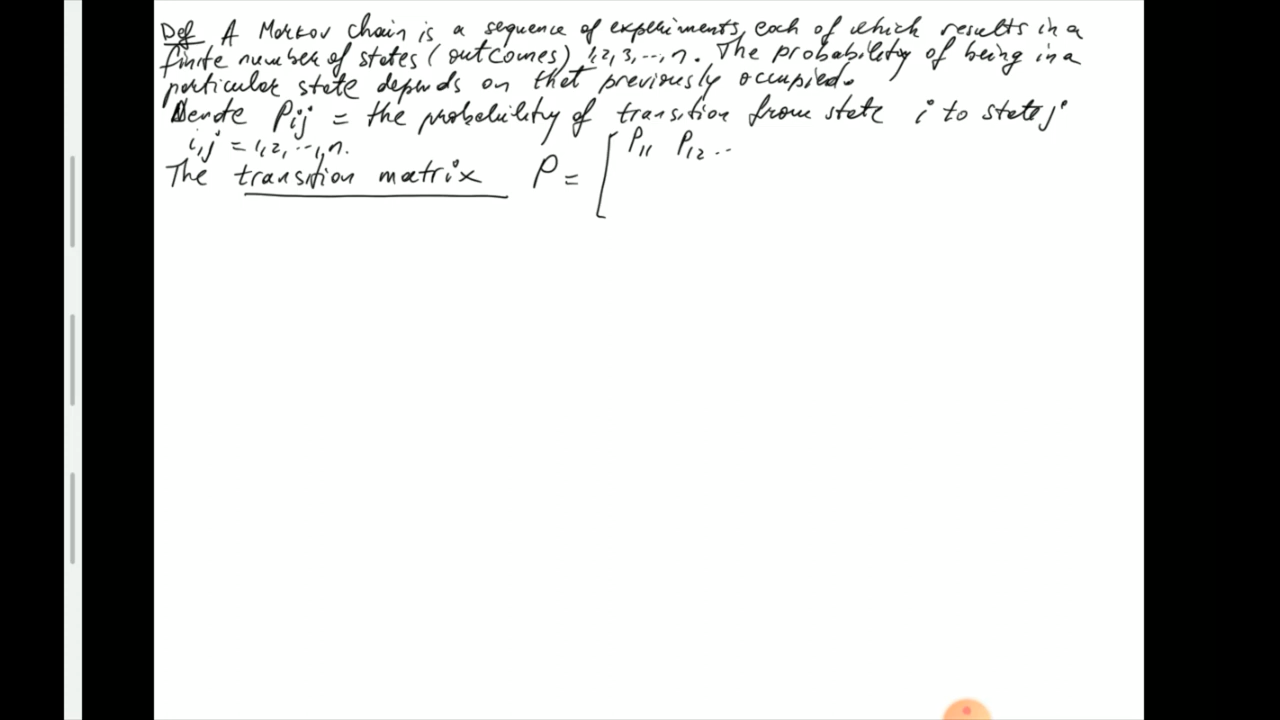 Def A Markov chain is a sequence of experiments, each of which results in a
finite number of states (outcomes) 1,2,3,...,n. The probability of being in a
particular state depends on that previously occupied.
Denote Pij = the probability of transition from state i to state j
i,j = 1,2,...,n.
The transition matrix P = [ P11 P12 ..